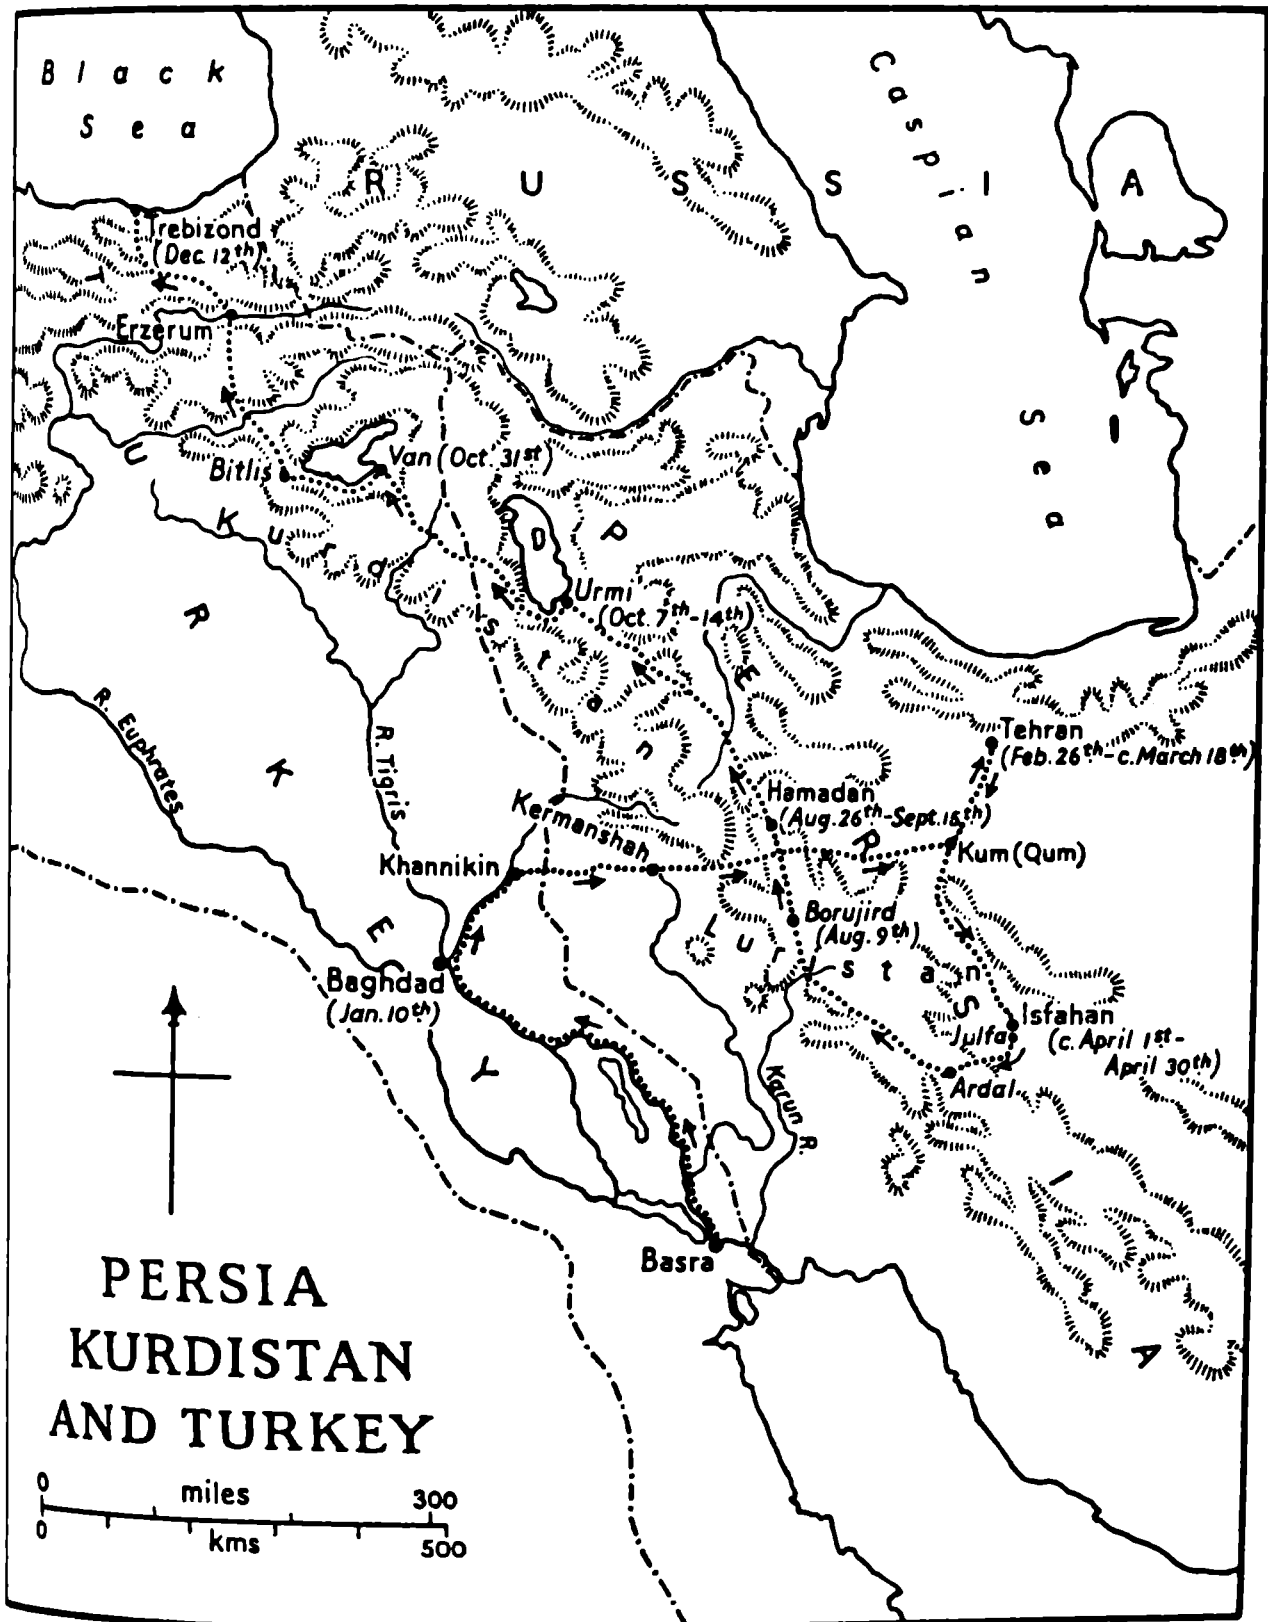 Black
Sea
Caspian
Sea
RUSSIA
Trebizond
(Dec. 12th)
Erzerum
Bitlis
Van (Oct. 31st)
TURKEY
Kurdistan
PERSIA
Urmi
(Oct. 7th-14th)
R. Euphrates
R. Tigris
Tehran
(Feb. 26th-c. March 18th)
Hamadan
(Aug. 26th-Sept. 15th)
Kermanshah
Khannikin
Kum (Qum)
Borujird
(Aug. 9th)
Luristan
Baghdad
(Jan. 10th)
Isfahan
(c. April 1st-
April 30th)
Julfa
Ardal
Karun R.
Basra
PERSIA
KURDISTAN
AND TURKEY
0 miles 300
0 kms 500